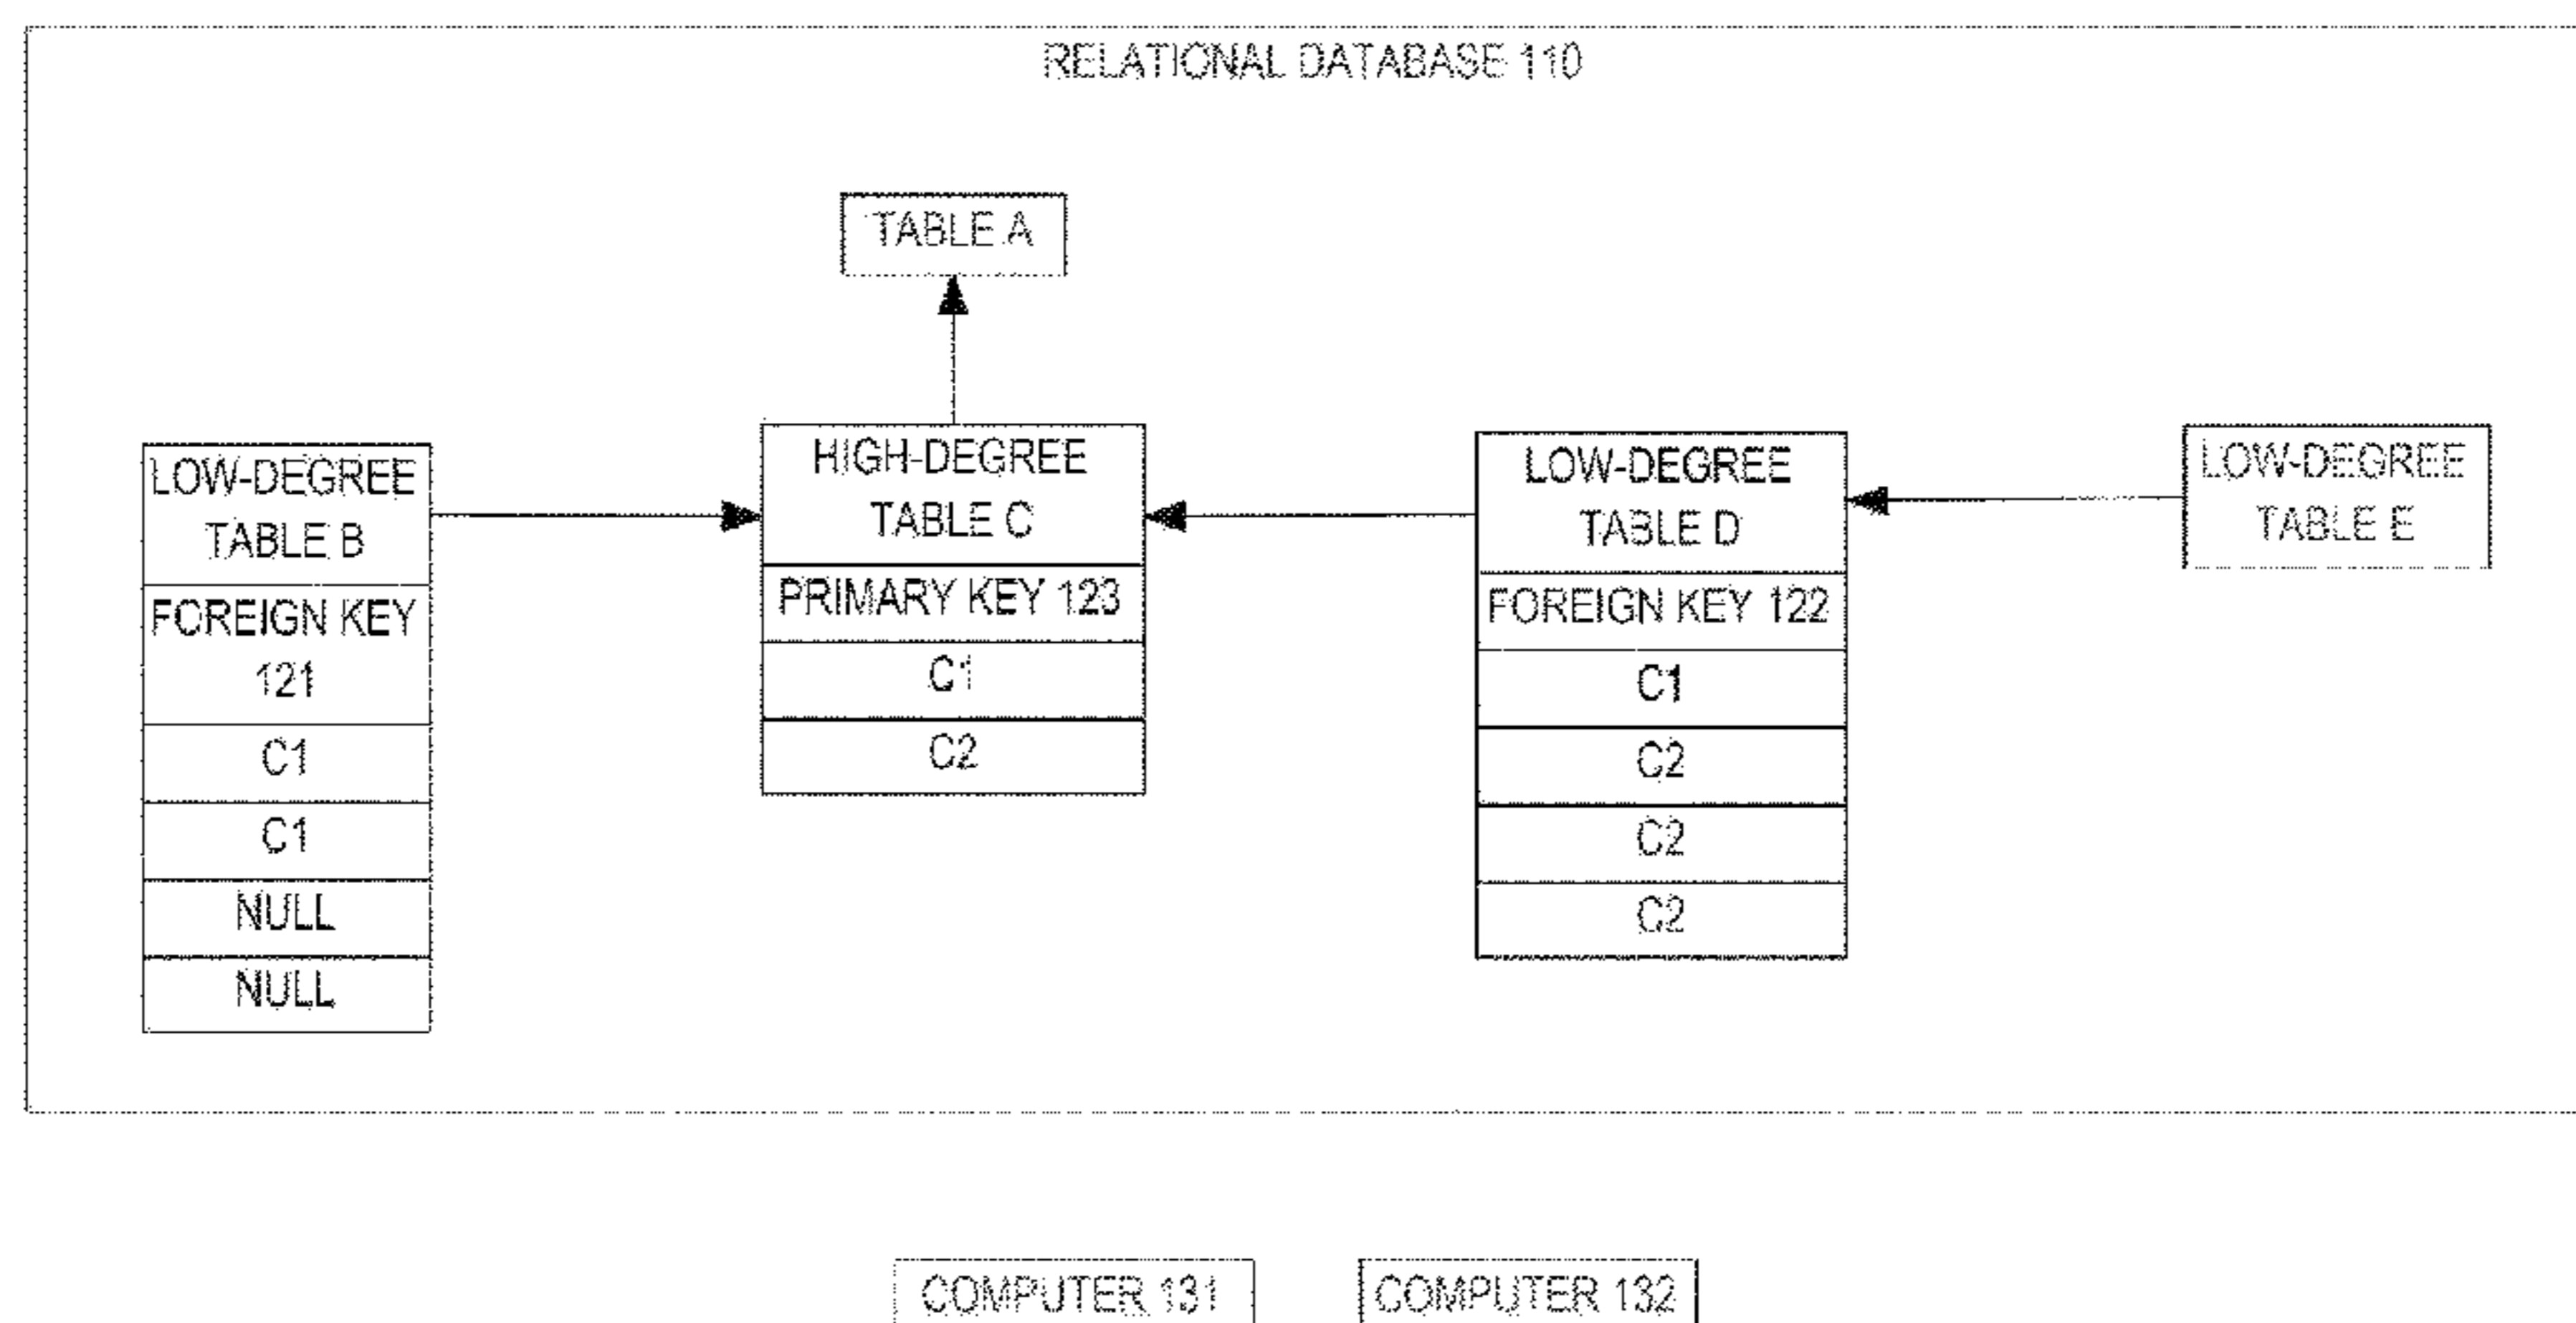 RELATIONAL DATABASE 110
TABLE A
LOW-DEGREE
TABLE B
FOREIGN KEY
121
C1
C1
NULL
NULL
HIGH-DEGREE
TABLE C
PRIMARY KEY 123
C1
C2
LOW-DEGREE
TABLE D
FOREIGN KEY 122
C1
C2
C2
C2
LOW-DEGREE
TABLE E
COMPUTER 131
COMPUTER 132